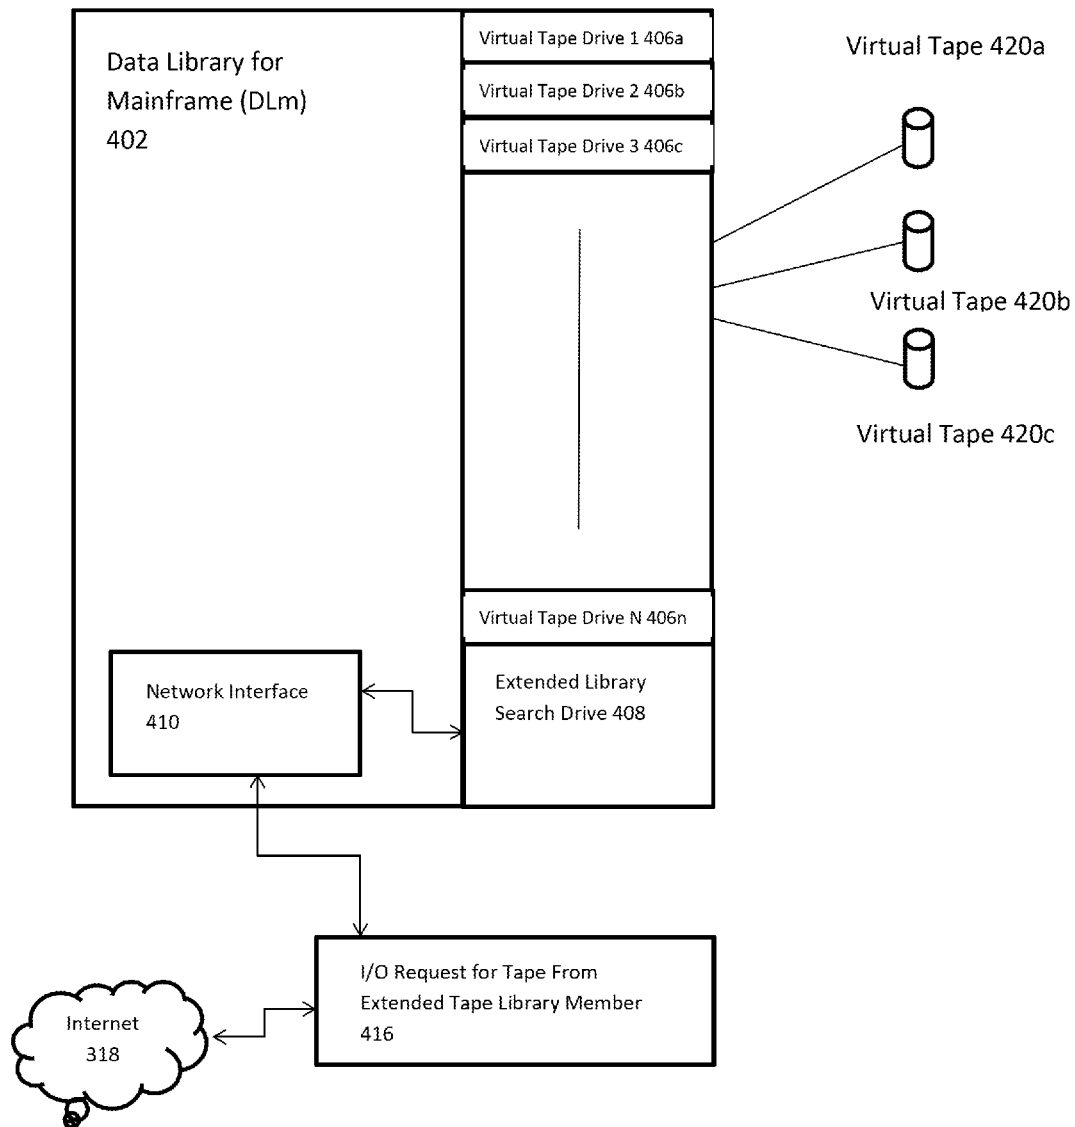 Data Library for
Mainframe (DLm)
402
Virtual Tape Drive 1 406a
Virtual Tape Drive 2 406b
Virtual Tape Drive 3 406c
Virtual Tape 420a
Virtual Tape 420b
Virtual Tape 420c
Virtual Tape Drive N 406n
Extended Library
Search Drive 408
Network Interface
410
I/O Request for Tape From
Extended Tape Library Member
416
Internet
318